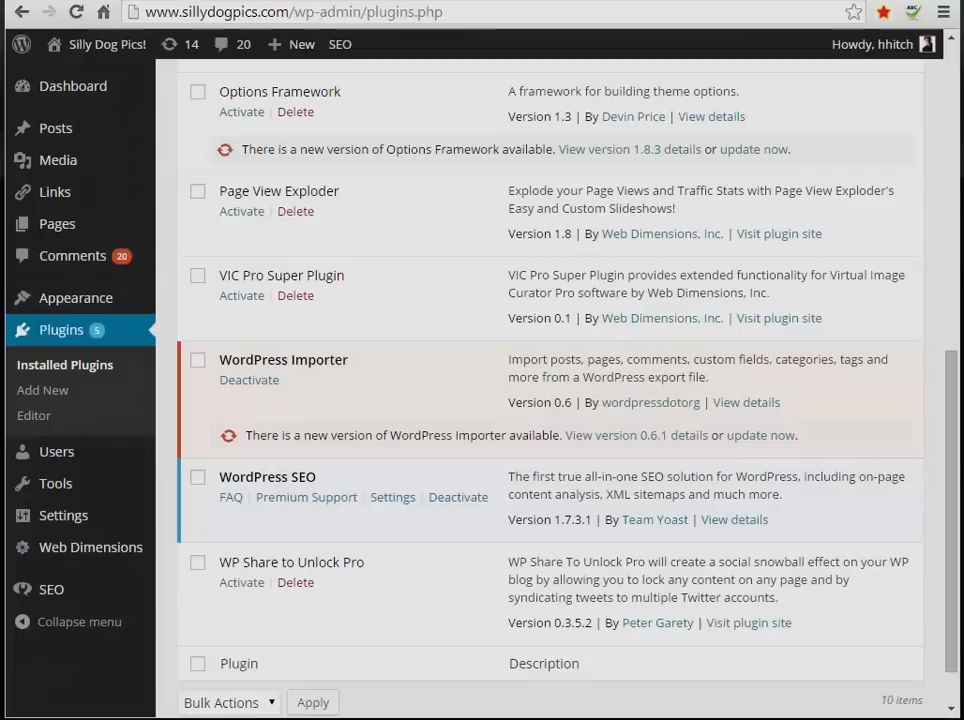 www.sillydogpics.com/wp-admin/plugins.php
ABC
Silly Dog Pics! 14 20 New SEO Howdy, hhitch
Dashboard
Posts
Media
Links
Pages
Comments 20
Appearance
Plugins 5
Installed Plugins
Add New
Editor
Users
Tools
Settings
Web Dimensions
SEO
Collapse menu
Options Framework
Activate | Delete
A framework for building theme options.
Version 1.3 | By Devin Price | View details
There is a new version of Options Framework available. View version 1.8.3 details or update now.
Page View Exploder
Activate | Delete
Explode your Page Views and Traffic Stats with Page View Exploder's
Easy and Custom Slideshows!
Version 1.8 | By Web Dimensions, Inc. | Visit plugin site
VIC Pro Super Plugin
Activate | Delete
VIC Pro Super Plugin provides extended functionality for Virtual Image
Curator Pro software by Web Dimensions, Inc.
Version 0.1 | By Web Dimensions, Inc. | Visit plugin site
WordPress Importer
Deactivate
Import posts, pages, comments, custom fields, categories, tags and
more from a WordPress export file.
Version 0.6 | By wordpressdotorg | View details
There is a new version of WordPress Importer available. View version 0.6.1 details or update now.
WordPress SEO
FAQ | Premium Support | Settings | Deactivate
The first true all-in-one SEO solution for WordPress, including on-page
content analysis, XML sitemaps and much more.
Version 1.7.3.1 | By Team Yoast | View details
WP Share to Unlock Pro
Activate | Delete
WP Share To Unlock Pro will create a social snowball effect on your WP
blog by allowing you to lock any content on any page and by
syndicating tweets to multiple Twitter accounts.
Version 0.3.5.2 | By Peter Garety | Visit plugin site
Plugin Description
Bulk Actions Apply 10 items